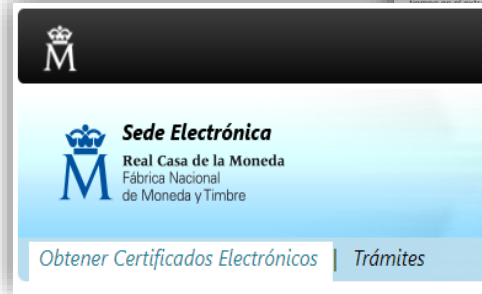 M
Sede Electrónica
Real Casa de la Moneda
Fábrica Nacional
M
de Moneda y Timbre
Obtener Certificados Electrónicos | Trámites